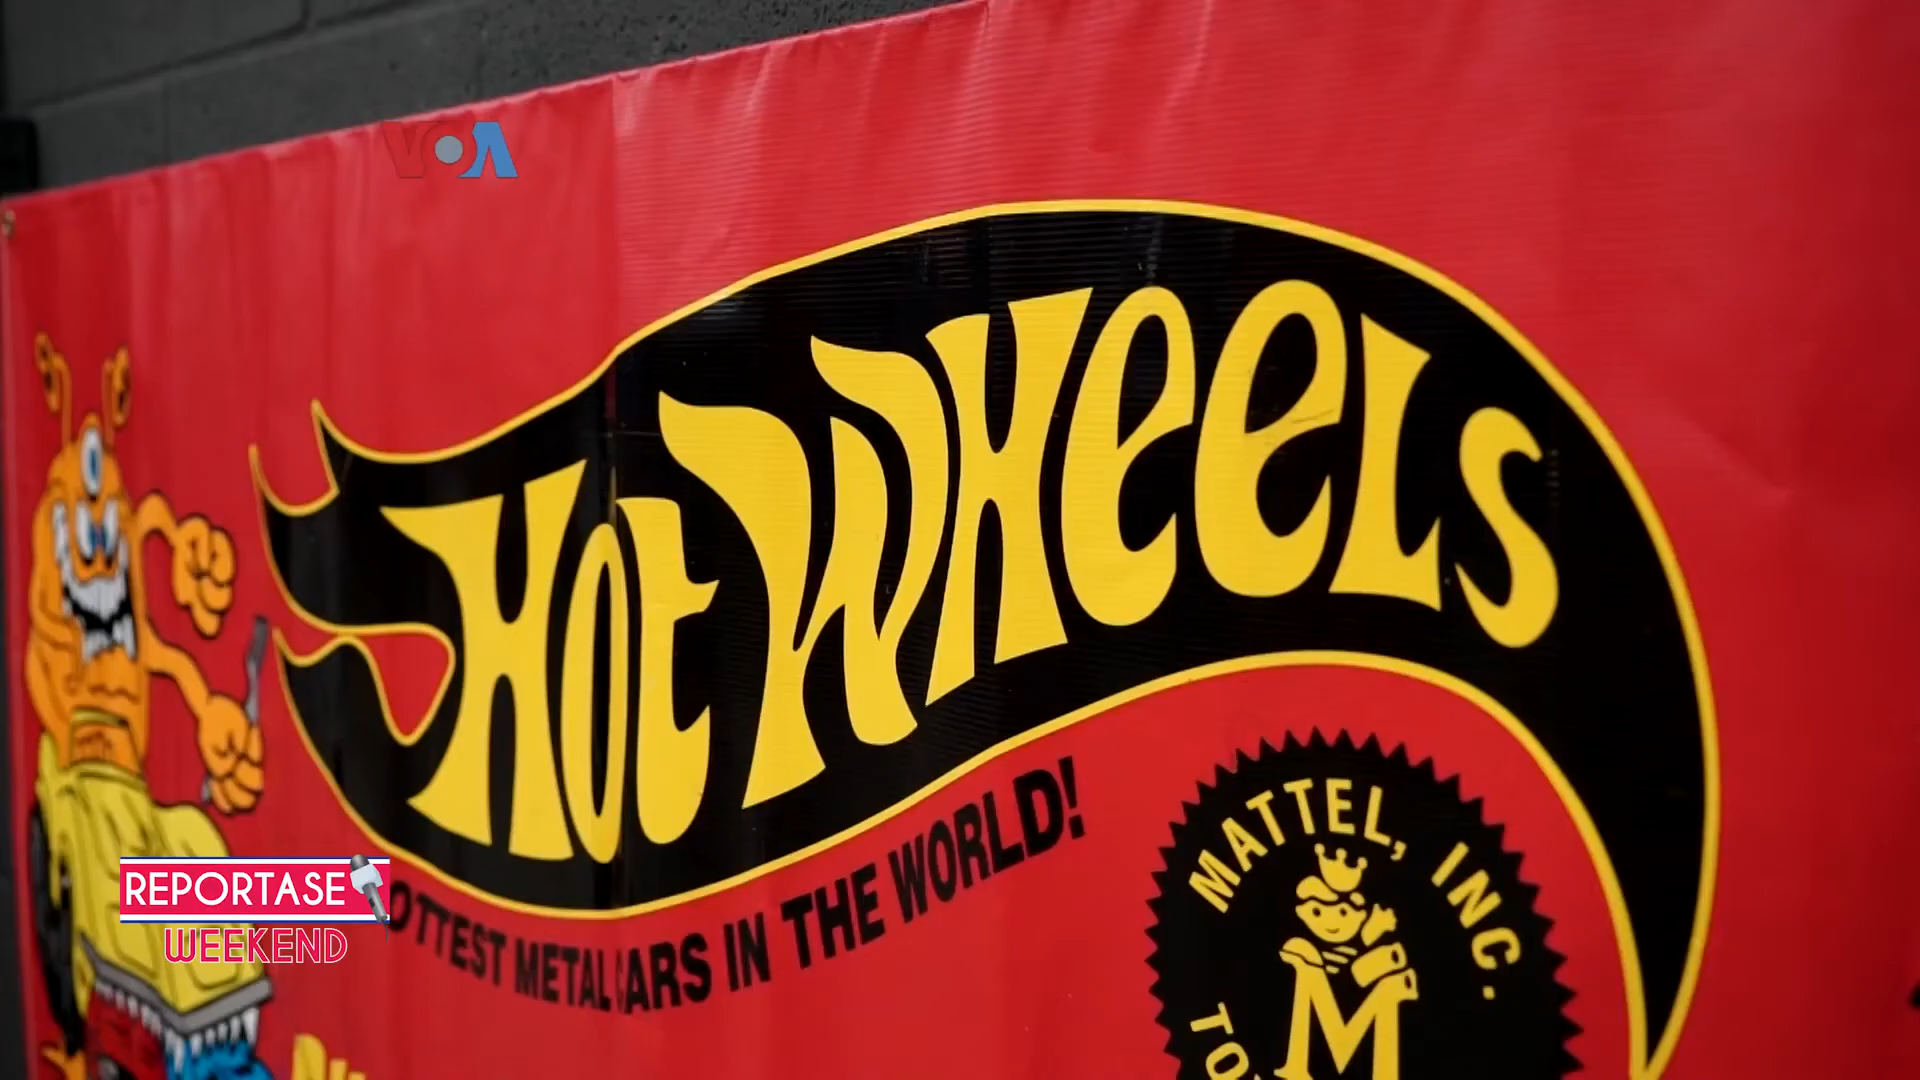 VOA
Hot Wheels
OTTEST METAL CARS IN THE WORLD!
MATTEL, INC.
M
REPORTASE
WEEKEND